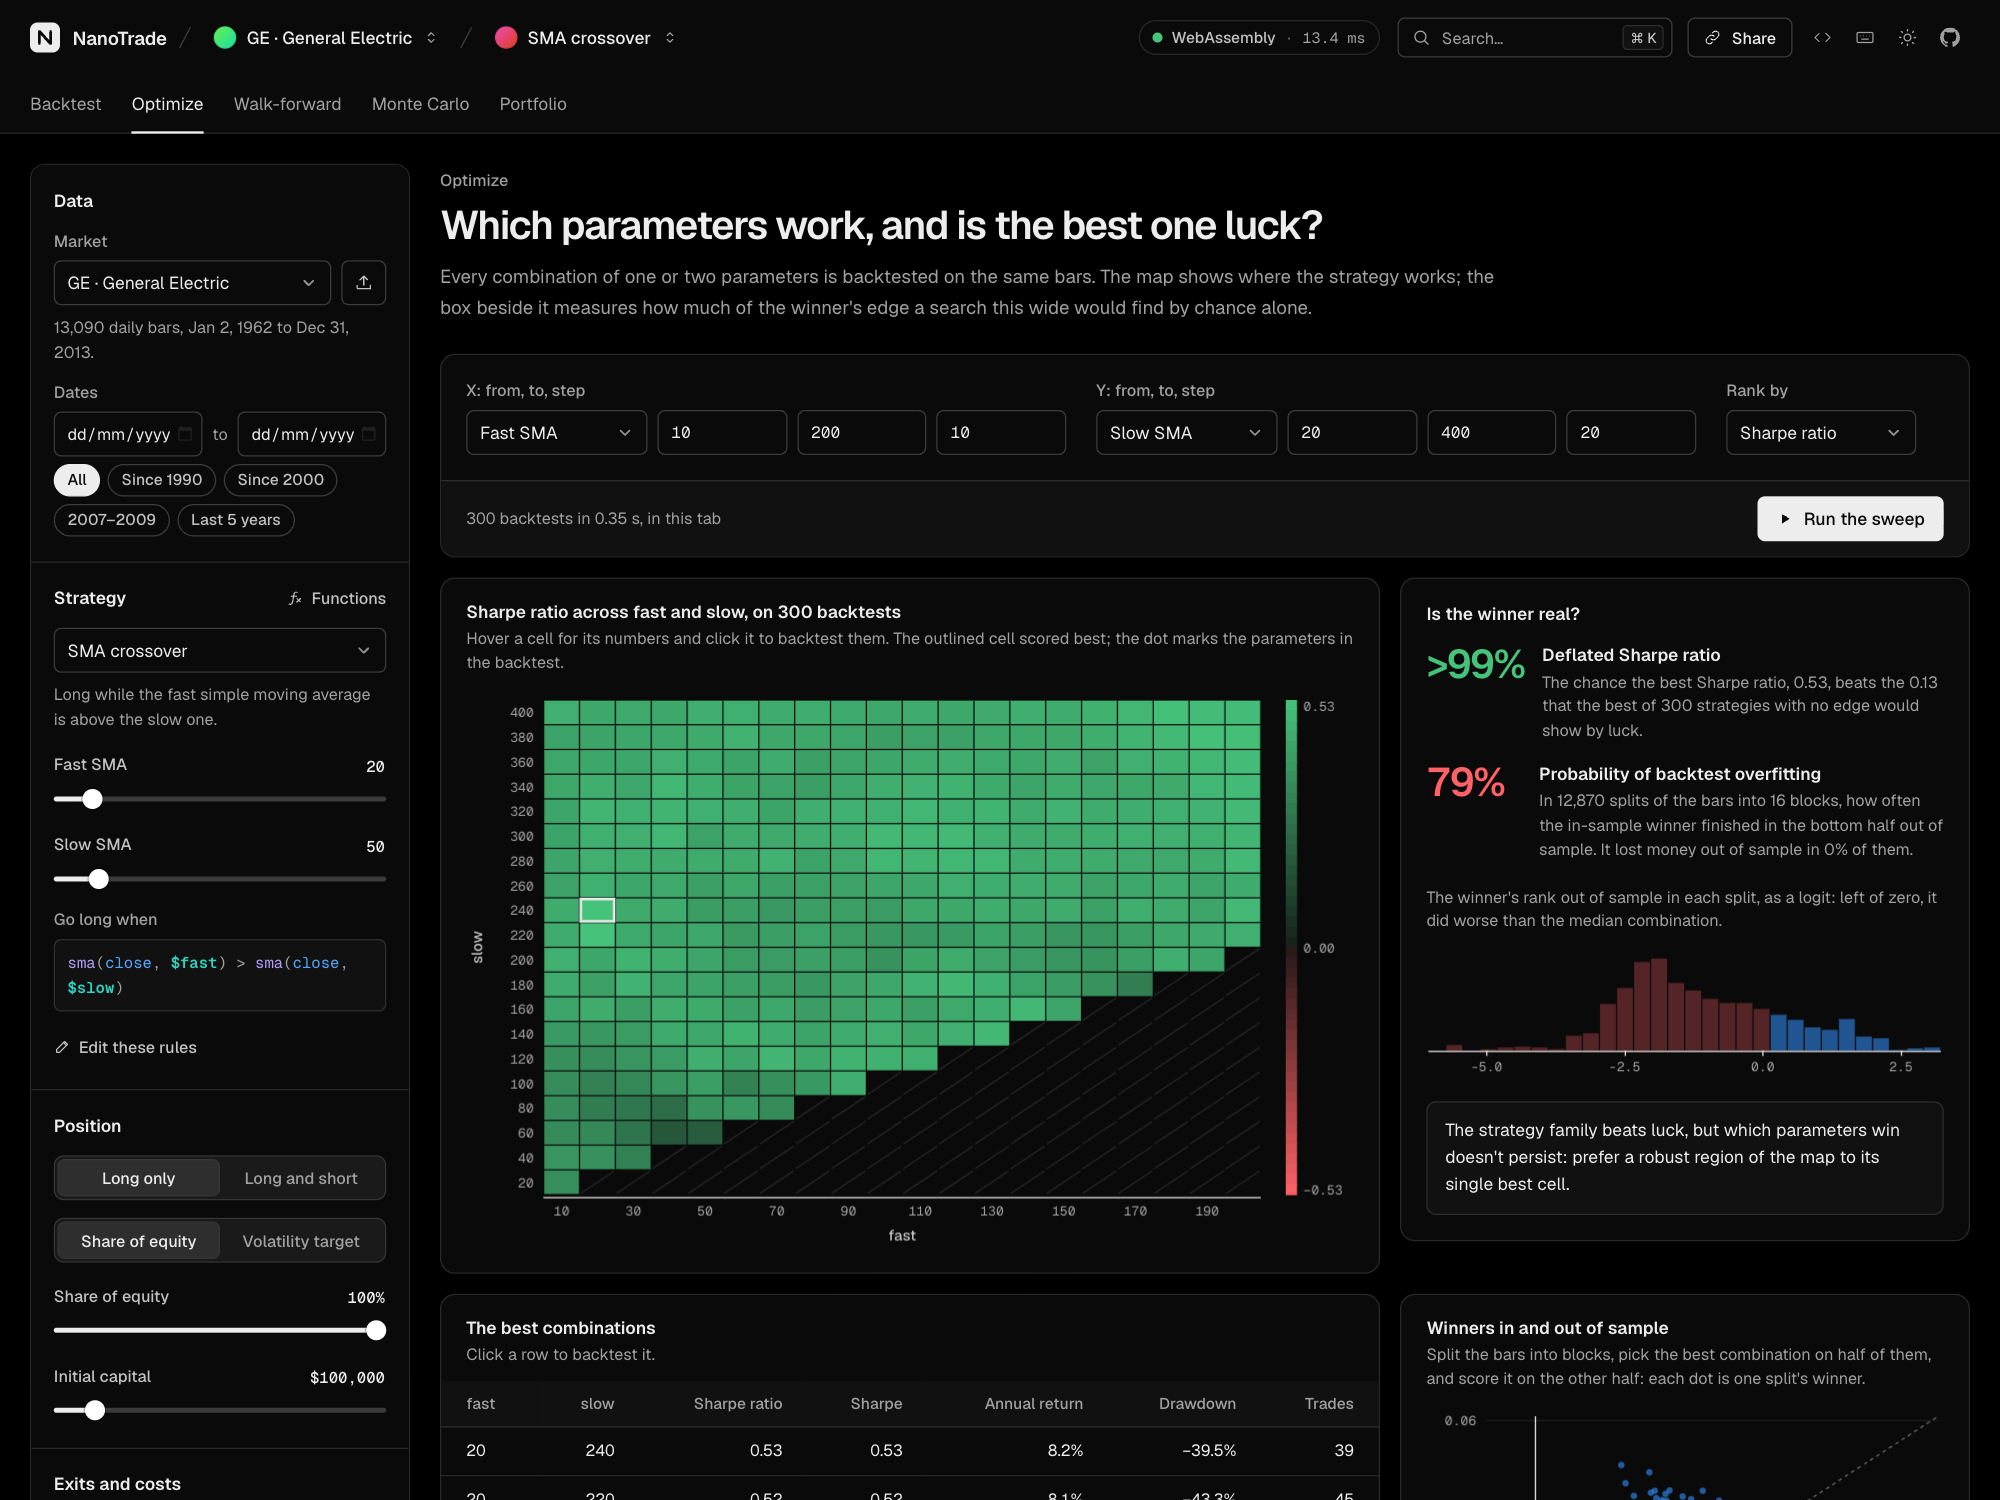 NanoTrade / GE · General Electric / SMA crossover
WebAssembly · 13.4 ms
Search...
⌘ K
Share
Backtest Optimize Walk-forward Monte Carlo Portfolio
Data
Market
GE · General Electric
13,090 daily bars, Jan 2, 1962 to Dec 31,
2013.
Dates
dd/mm/yyyy to dd/mm/yyyy
All Since 1990 Since 2000
2007–2009 Last 5 years
Strategy
Functions
SMA crossover
Long while the fast simple moving average
is above the slow one.
Fast SMA 20
Slow SMA 50
Go long when
sma(close, $fast) > sma(close,
$slow)
Edit these rules
Position
Long only Long and short
Share of equity Volatility target
Share of equity 100%
Initial capital $100,000
Exits and costs
Optimize
Which parameters work, and is the best one luck?
Every combination of one or two parameters is backtested on the same bars. The map shows where the strategy works; the
box beside it measures how much of the winner's edge a search this wide would find by chance alone.
X: from, to, step
Fast SMA 10 200 10
Y: from, to, step
Slow SMA 20 400 20
Rank by
Sharpe ratio
300 backtests in 0.35 s, in this tab
Run the sweep
Sharpe ratio across fast and slow, on 300 backtests
Hover a cell for its numbers and click it to backtest them. The outlined cell scored best; the dot marks the parameters in
the backtest.
slow
400
380
360
340
320
300
280
260
240
220
200
180
160
140
120
100
80
60
40
20
10 30 50 70 90 110 130 150 170 190
fast
0.53
0.00
−0.53
Is the winner real?
>99%
Deflated Sharpe ratio
The chance the best Sharpe ratio, 0.53, beats the 0.13
that the best of 300 strategies with no edge would
show by luck.
79%
Probability of backtest overfitting
In 12,870 splits of the bars into 16 blocks, how often
the in-sample winner finished in the bottom half out of
sample. It lost money out of sample in 0% of them.
The winner's rank out of sample in each split, as a logit: left of zero, it
did worse than the median combination.
-5.0 -2.5 0.0 2.5
The strategy family beats luck, but which parameters win
doesn't persist: prefer a robust region of the map to its
single best cell.
The best combinations
Click a row to backtest it.
fast slow Sharpe ratio Sharpe Annual return Drawdown Trades
20 240 0.53 0.53 8.2% −39.5% 39
20 220 0.52 0.52 8.1% −43.3% 45
Winners in and out of sample
Split the bars into blocks, pick the best combination on half of them,
and score it on the other half: each dot is one split's winner.
0.06